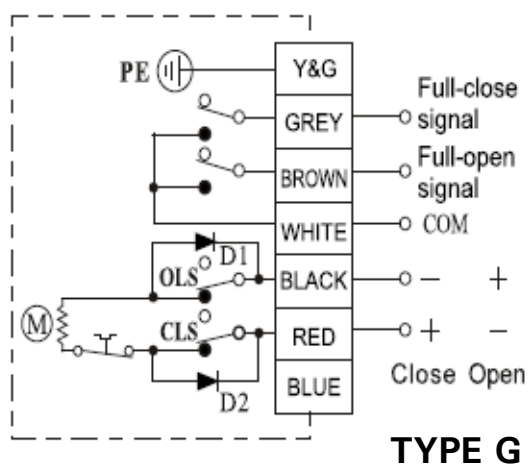 PE
Y&G
GREY
Full-close
signal
BROWN
Full-open
signal
WHITE
COM
D1
OLS
BLACK
− +
M
CLS
RED
+ −
Close Open
D2
BLUE
TYPE G